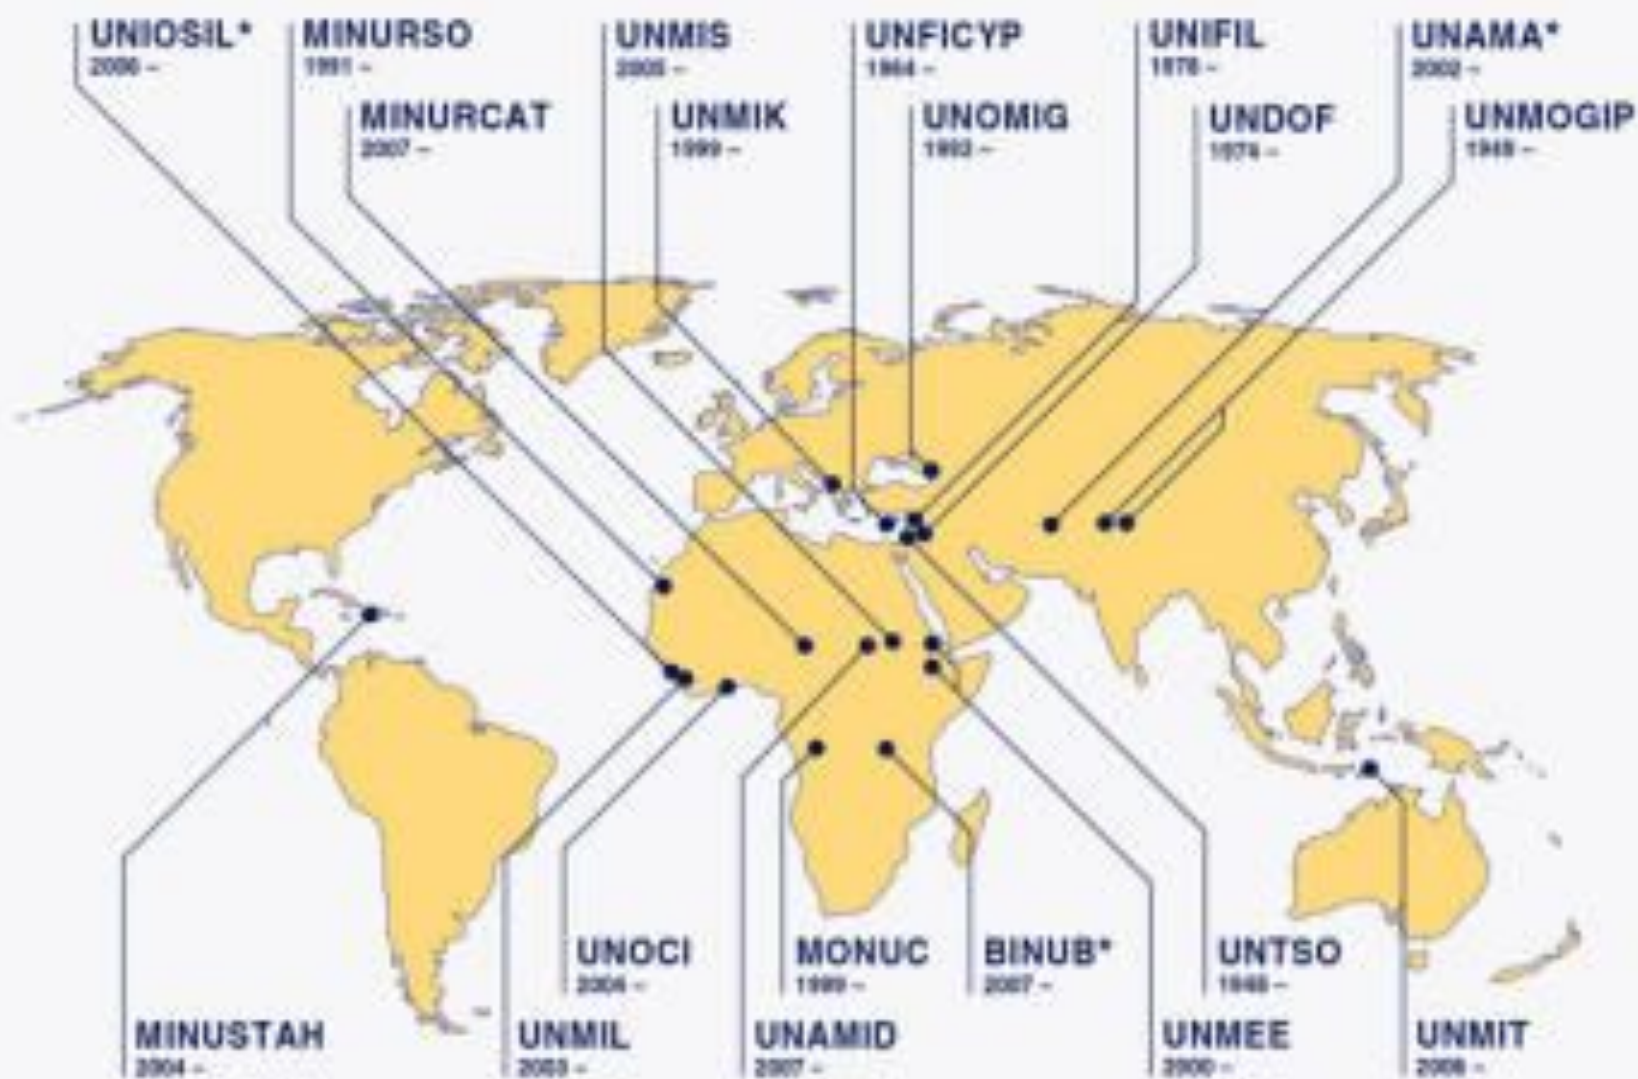 UNIOSIL* MINURSO UNMIS UNFICYP UNIFIL UNAMA*
2006 – 1991 – 2005 – 1964 – 1978 – 2002 –
MINURCAT UNMIK UNOMIG UNDOF UNMOGIP
2007 – 1999 – 1993 – 1974 – 1949 –
UNOCI MONUC BINUB* UNTSO
2004 – 1999 – 2007 – 1948 –
MINUSTAH UNMIL UNAMID UNMEE UNMIT
2004 – 2003 – 2007 – 2000 – 2006 –